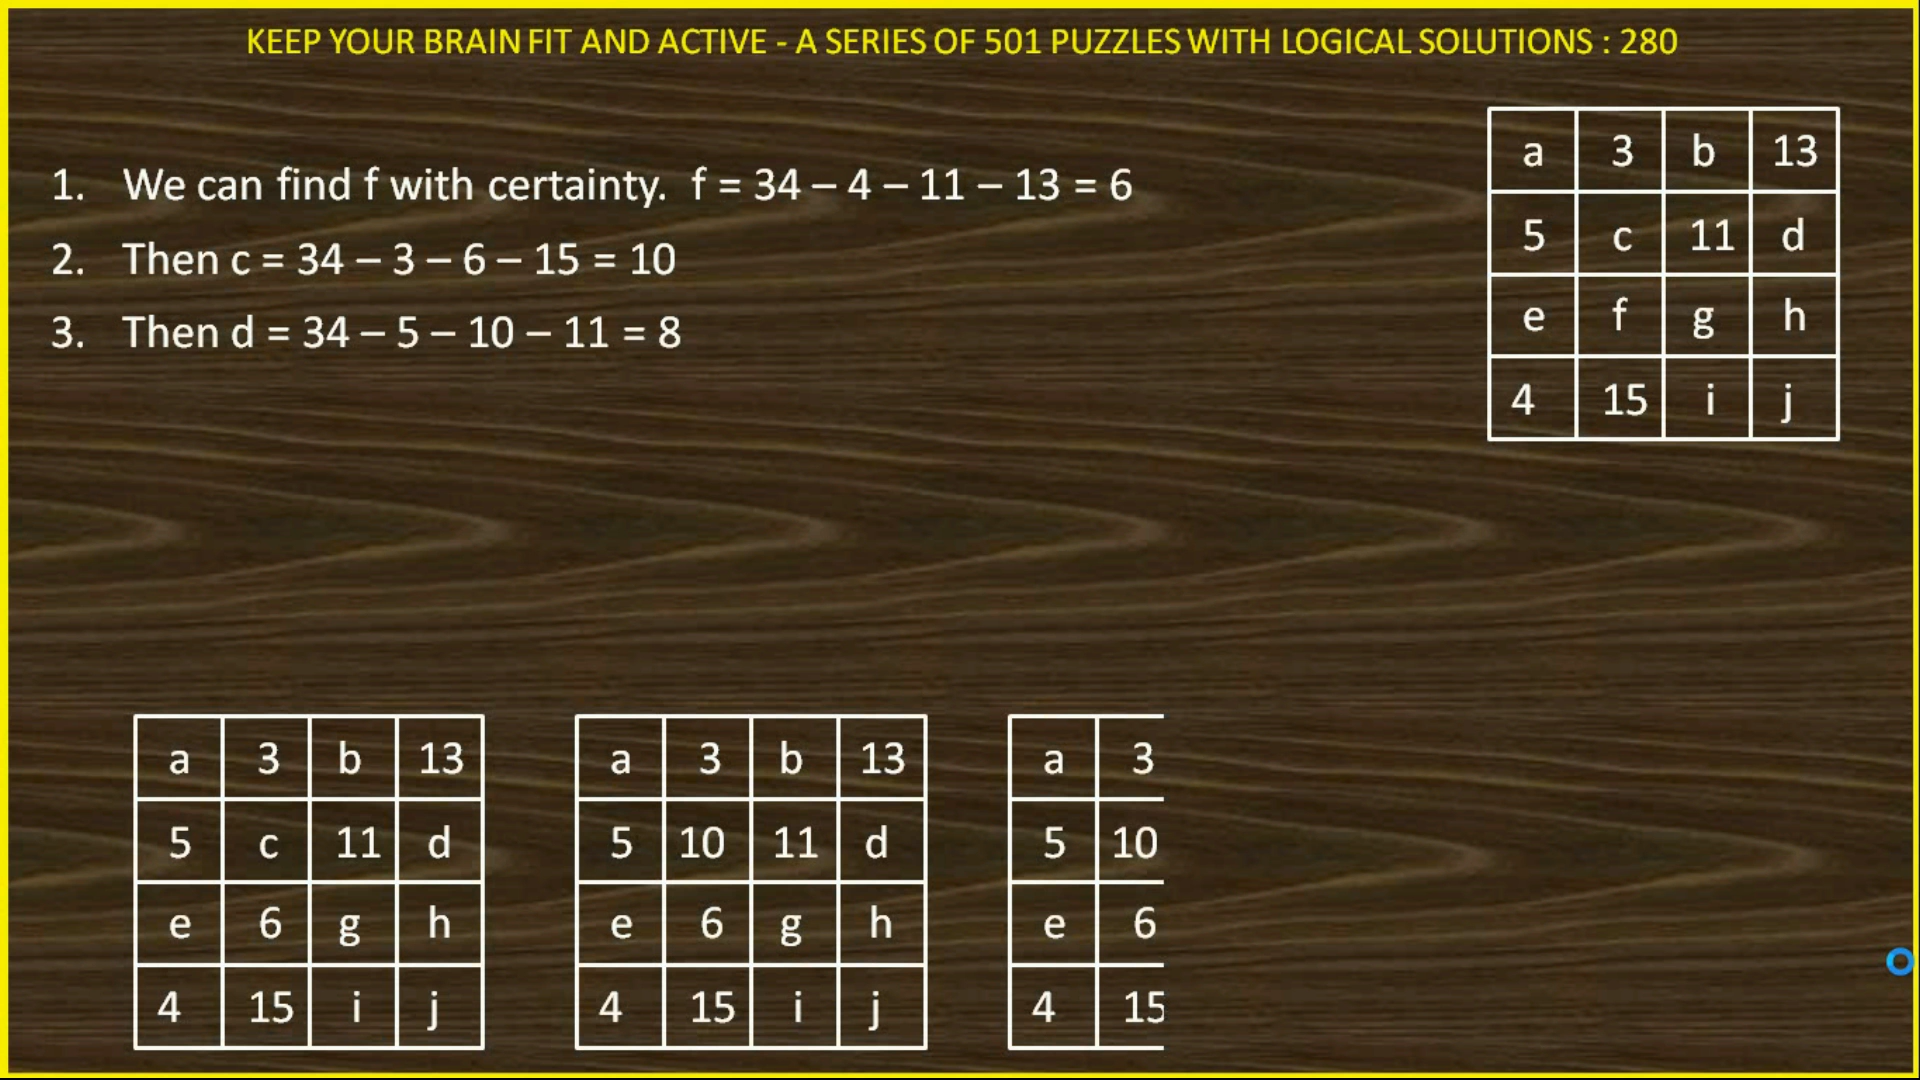 KEEP YOUR BRAIN FIT AND ACTIVE - A SERIES OF 501 PUZZLES WITH LOGICAL SOLUTIONS : 280
1. We can find f with certainty. f = 34 – 4 – 11 – 13 = 6
2. Then c = 34 – 3 – 6 – 15 = 10
3. Then d = 34 – 5 – 10 – 11 = 8
a 3 b 13
5 c 11 d
e f g h
4 15 i j
a 3 b 13
5 c 11 d
e 6 g h
4 15 i j
a 3 b 13
5 10 11 d
e 6 g h
4 15 i j
a 3
5 10
e 6
4 15